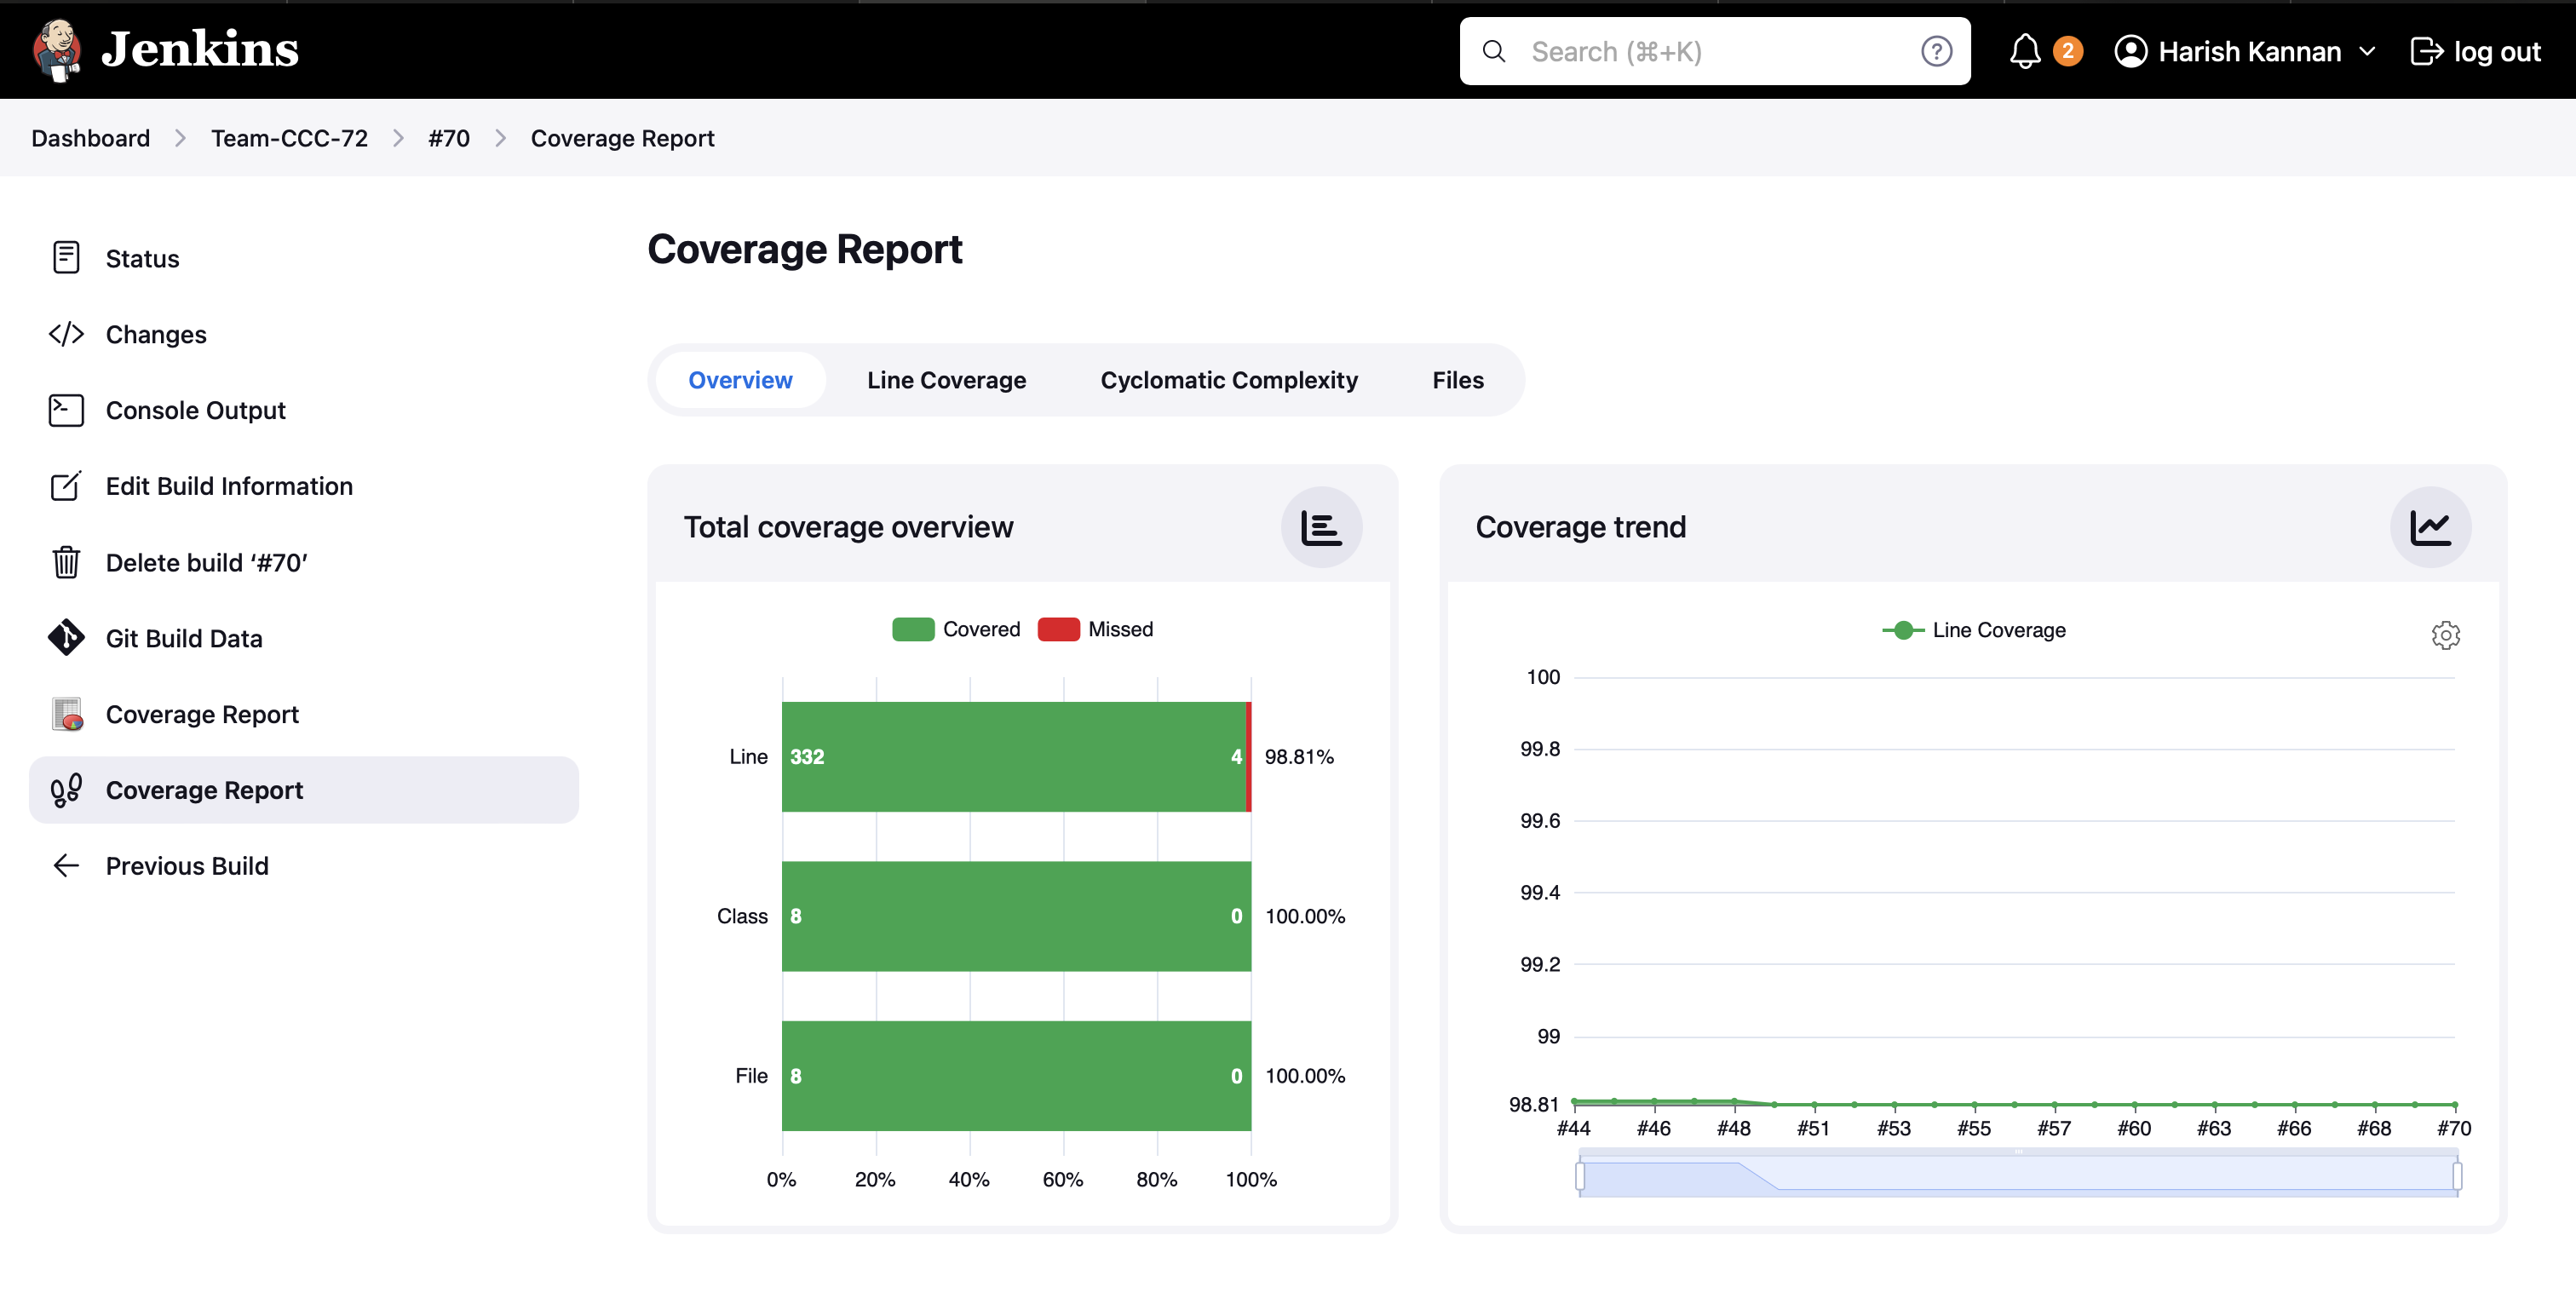 Jenkins
Search (⌘+K)
?
2
Harish Kannan
log out
Dashboard
Team-CCC-72
#70
Coverage Report
Status
Changes
Console Output
Edit Build Information
Delete build ‘#70’
Git Build Data
Coverage Report
Coverage Report
Previous Build
Coverage Report
Overview
Line Coverage
Cyclomatic Complexity
Files
Total coverage overview
Covered
Missed
Line
332
4
98.81%
Class
8
0
100.00%
File
8
0
100.00%
0%
20%
40%
60%
80%
100%
Coverage trend
Line Coverage
100
99.8
99.6
99.4
99.2
99
98.81
#44
#46
#48
#51
#53
#55
#57
#60
#63
#66
#68
#70